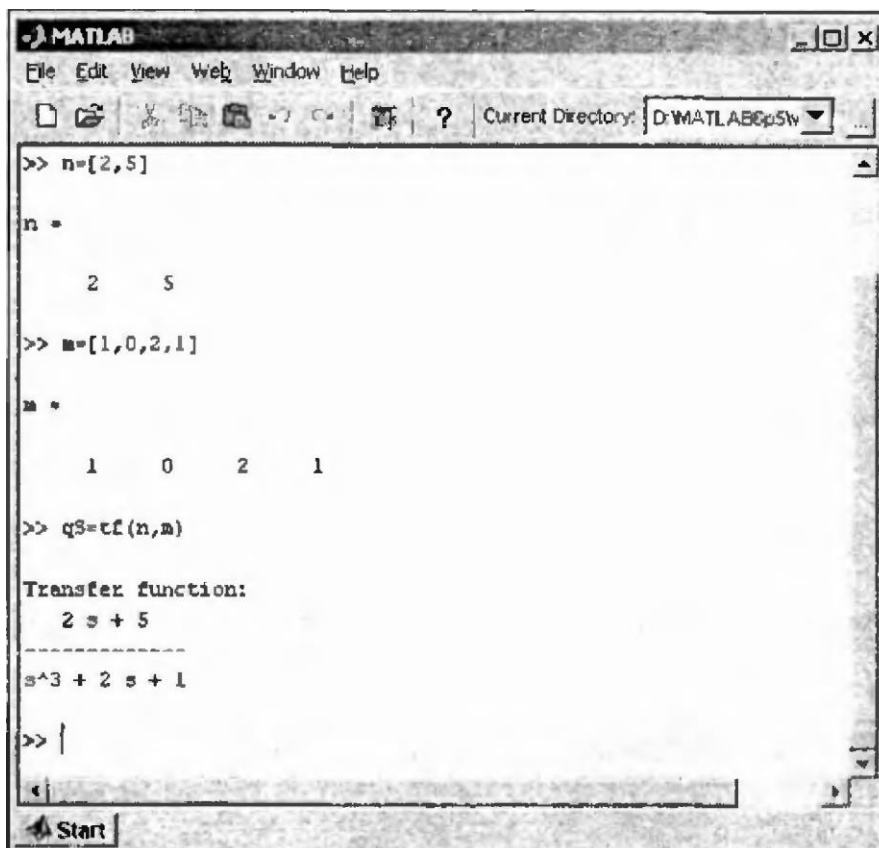 MATLAB
File Edit View Web Window Help
? Current Directory: D:\MATLAB6p5\w ...
>> n=[2,5]
n =
2 5
>> m=[1,0,2,1]
m =
1 0 2 1
>> qS=tf(n,m)
Transfer function:
2 s + 5
-------------
s^3 + 2 s + 1
>>
Start